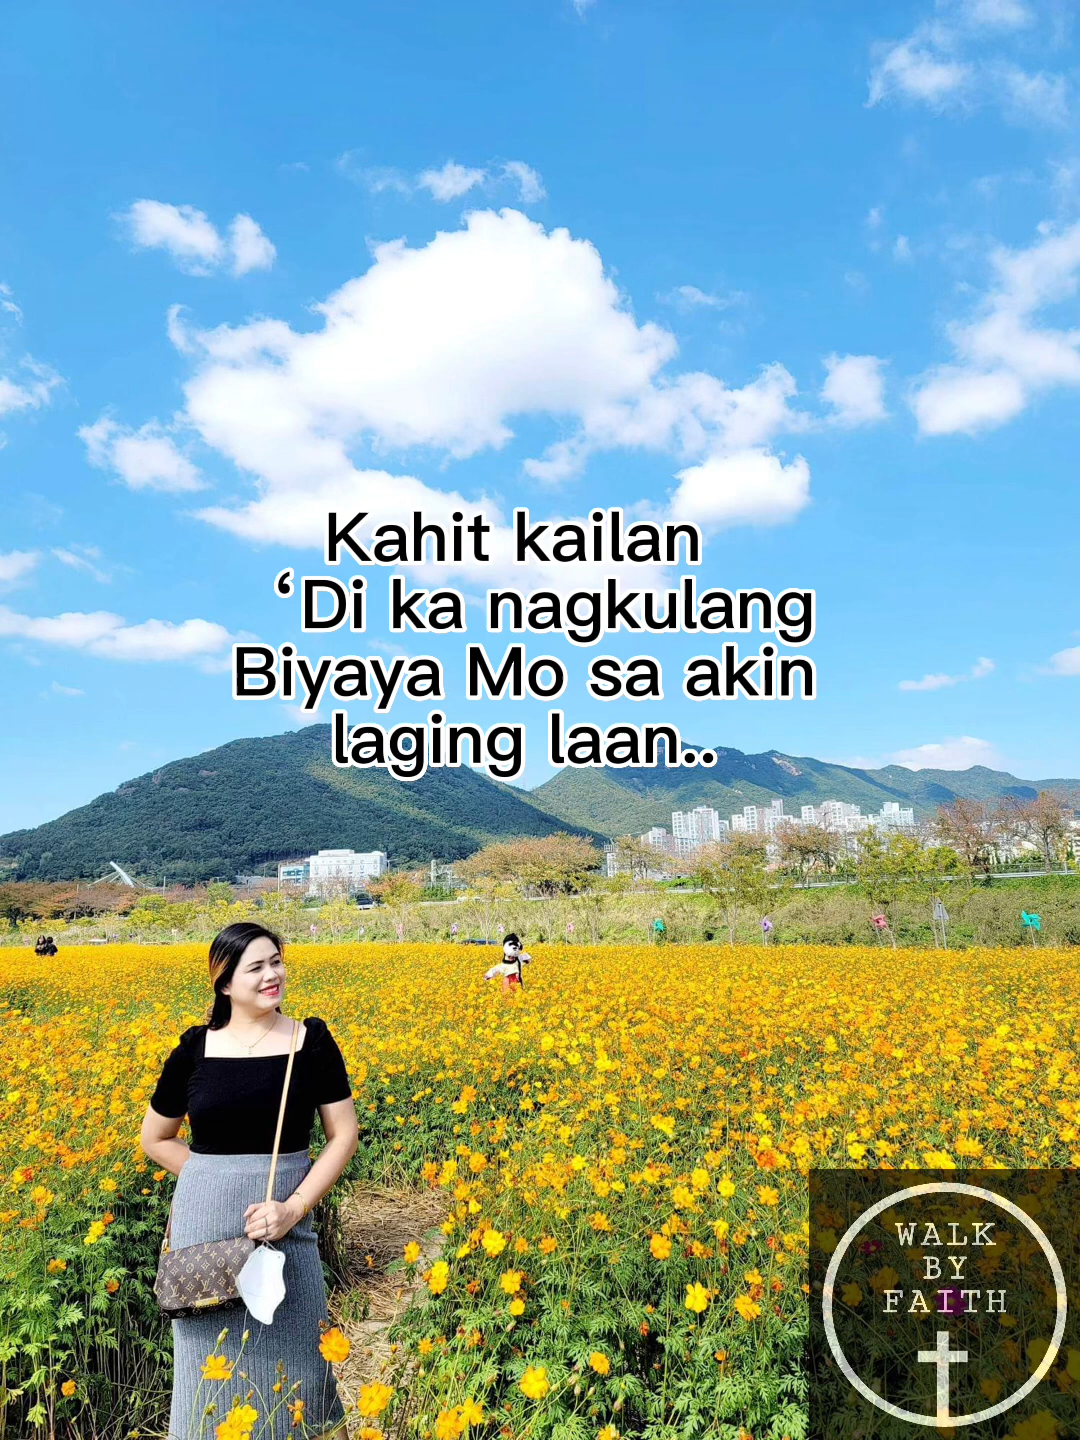 Kahit kailan
‘Di ka nagkulang
Biyaya Mo sa akin
laging laan..
WALK
BY
FAITH